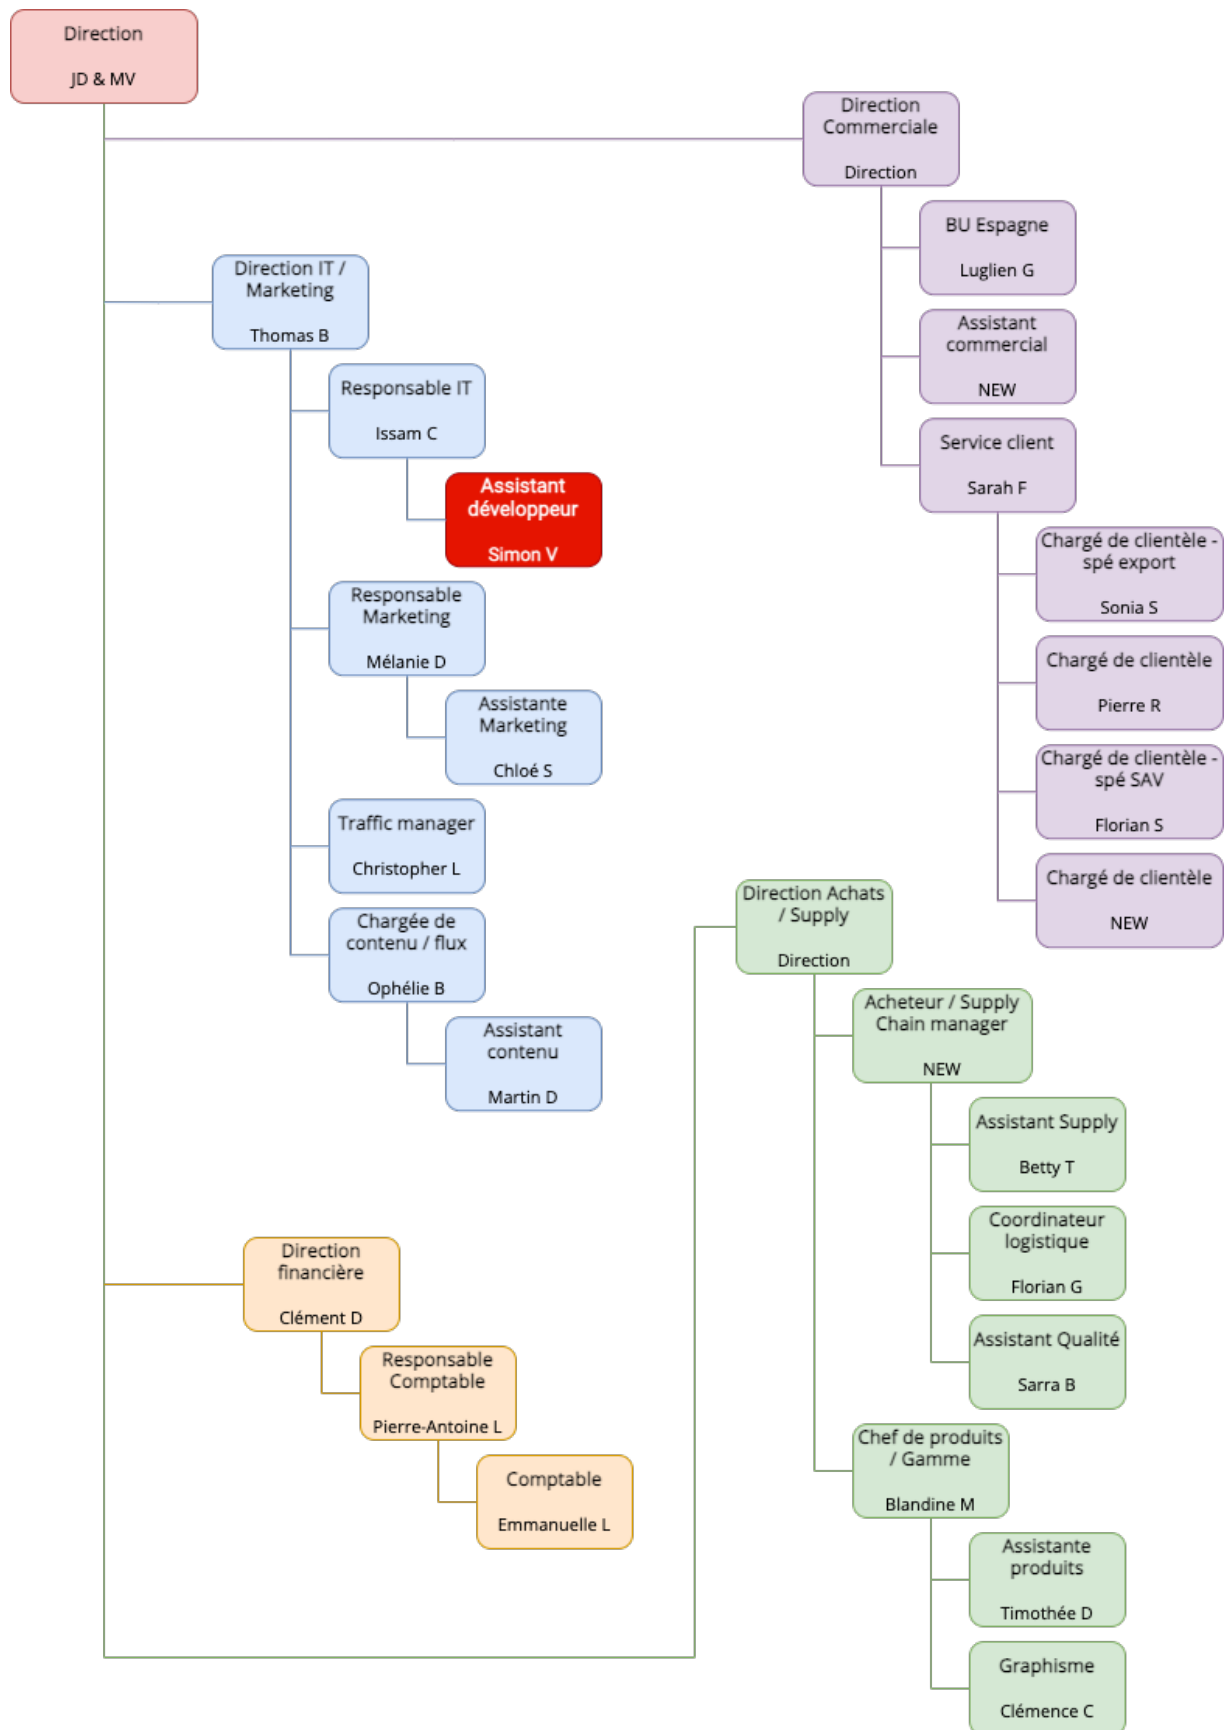 Direction
JD & MV
Direction
Commerciale
Direction
BU Espagne
Luglien G
Assistant
commercial
NEW
Service client
Sarah F
Chargé de clientèle -
spé export
Sonia S
Chargé de clientèle
Pierre R
Chargé de clientèle -
spé SAV
Florian S
Chargé de clientèle
NEW
Direction IT /
Marketing
Thomas B
Responsable IT
Issam C
Assistant
développeur
Simon V
Responsable
Marketing
Mélanie D
Assistante
Marketing
Chloé S
Traffic manager
Christopher L
Chargée de
contenu / flux
Ophélie B
Assistant
contenu
Martin D
Direction
financière
Clément D
Responsable
Comptable
Pierre-Antoine L
Comptable
Emmanuelle L
Direction Achats
/ Supply
Direction
Acheteur / Supply
Chain manager
NEW
Assistant Supply
Betty T
Coordinateur
logistique
Florian G
Assistant Qualité
Sarra B
Chef de produits
/ Gamme
Blandine M
Assistante
produits
Timothée D
Graphisme
Clémence C